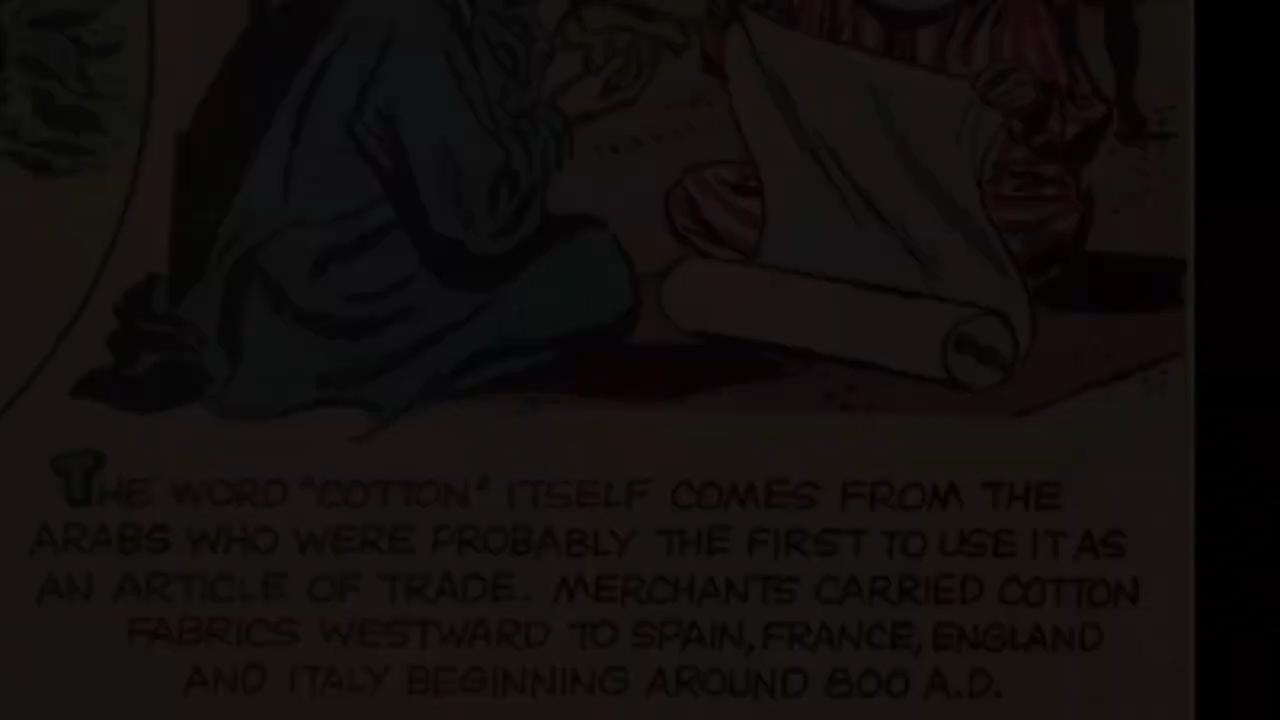 THE WORD "COTTON" ITSELF COMES FROM THE
ARABS WHO WERE PROBABLY THE FIRST TO USE IT AS
AN ARTICLE OF TRADE. MERCHANTS CARRIED COTTON
FABRICS WESTWARD TO SPAIN, FRANCE, ENGLAND
AND ITALY BEGINNING AROUND 800 A.D.